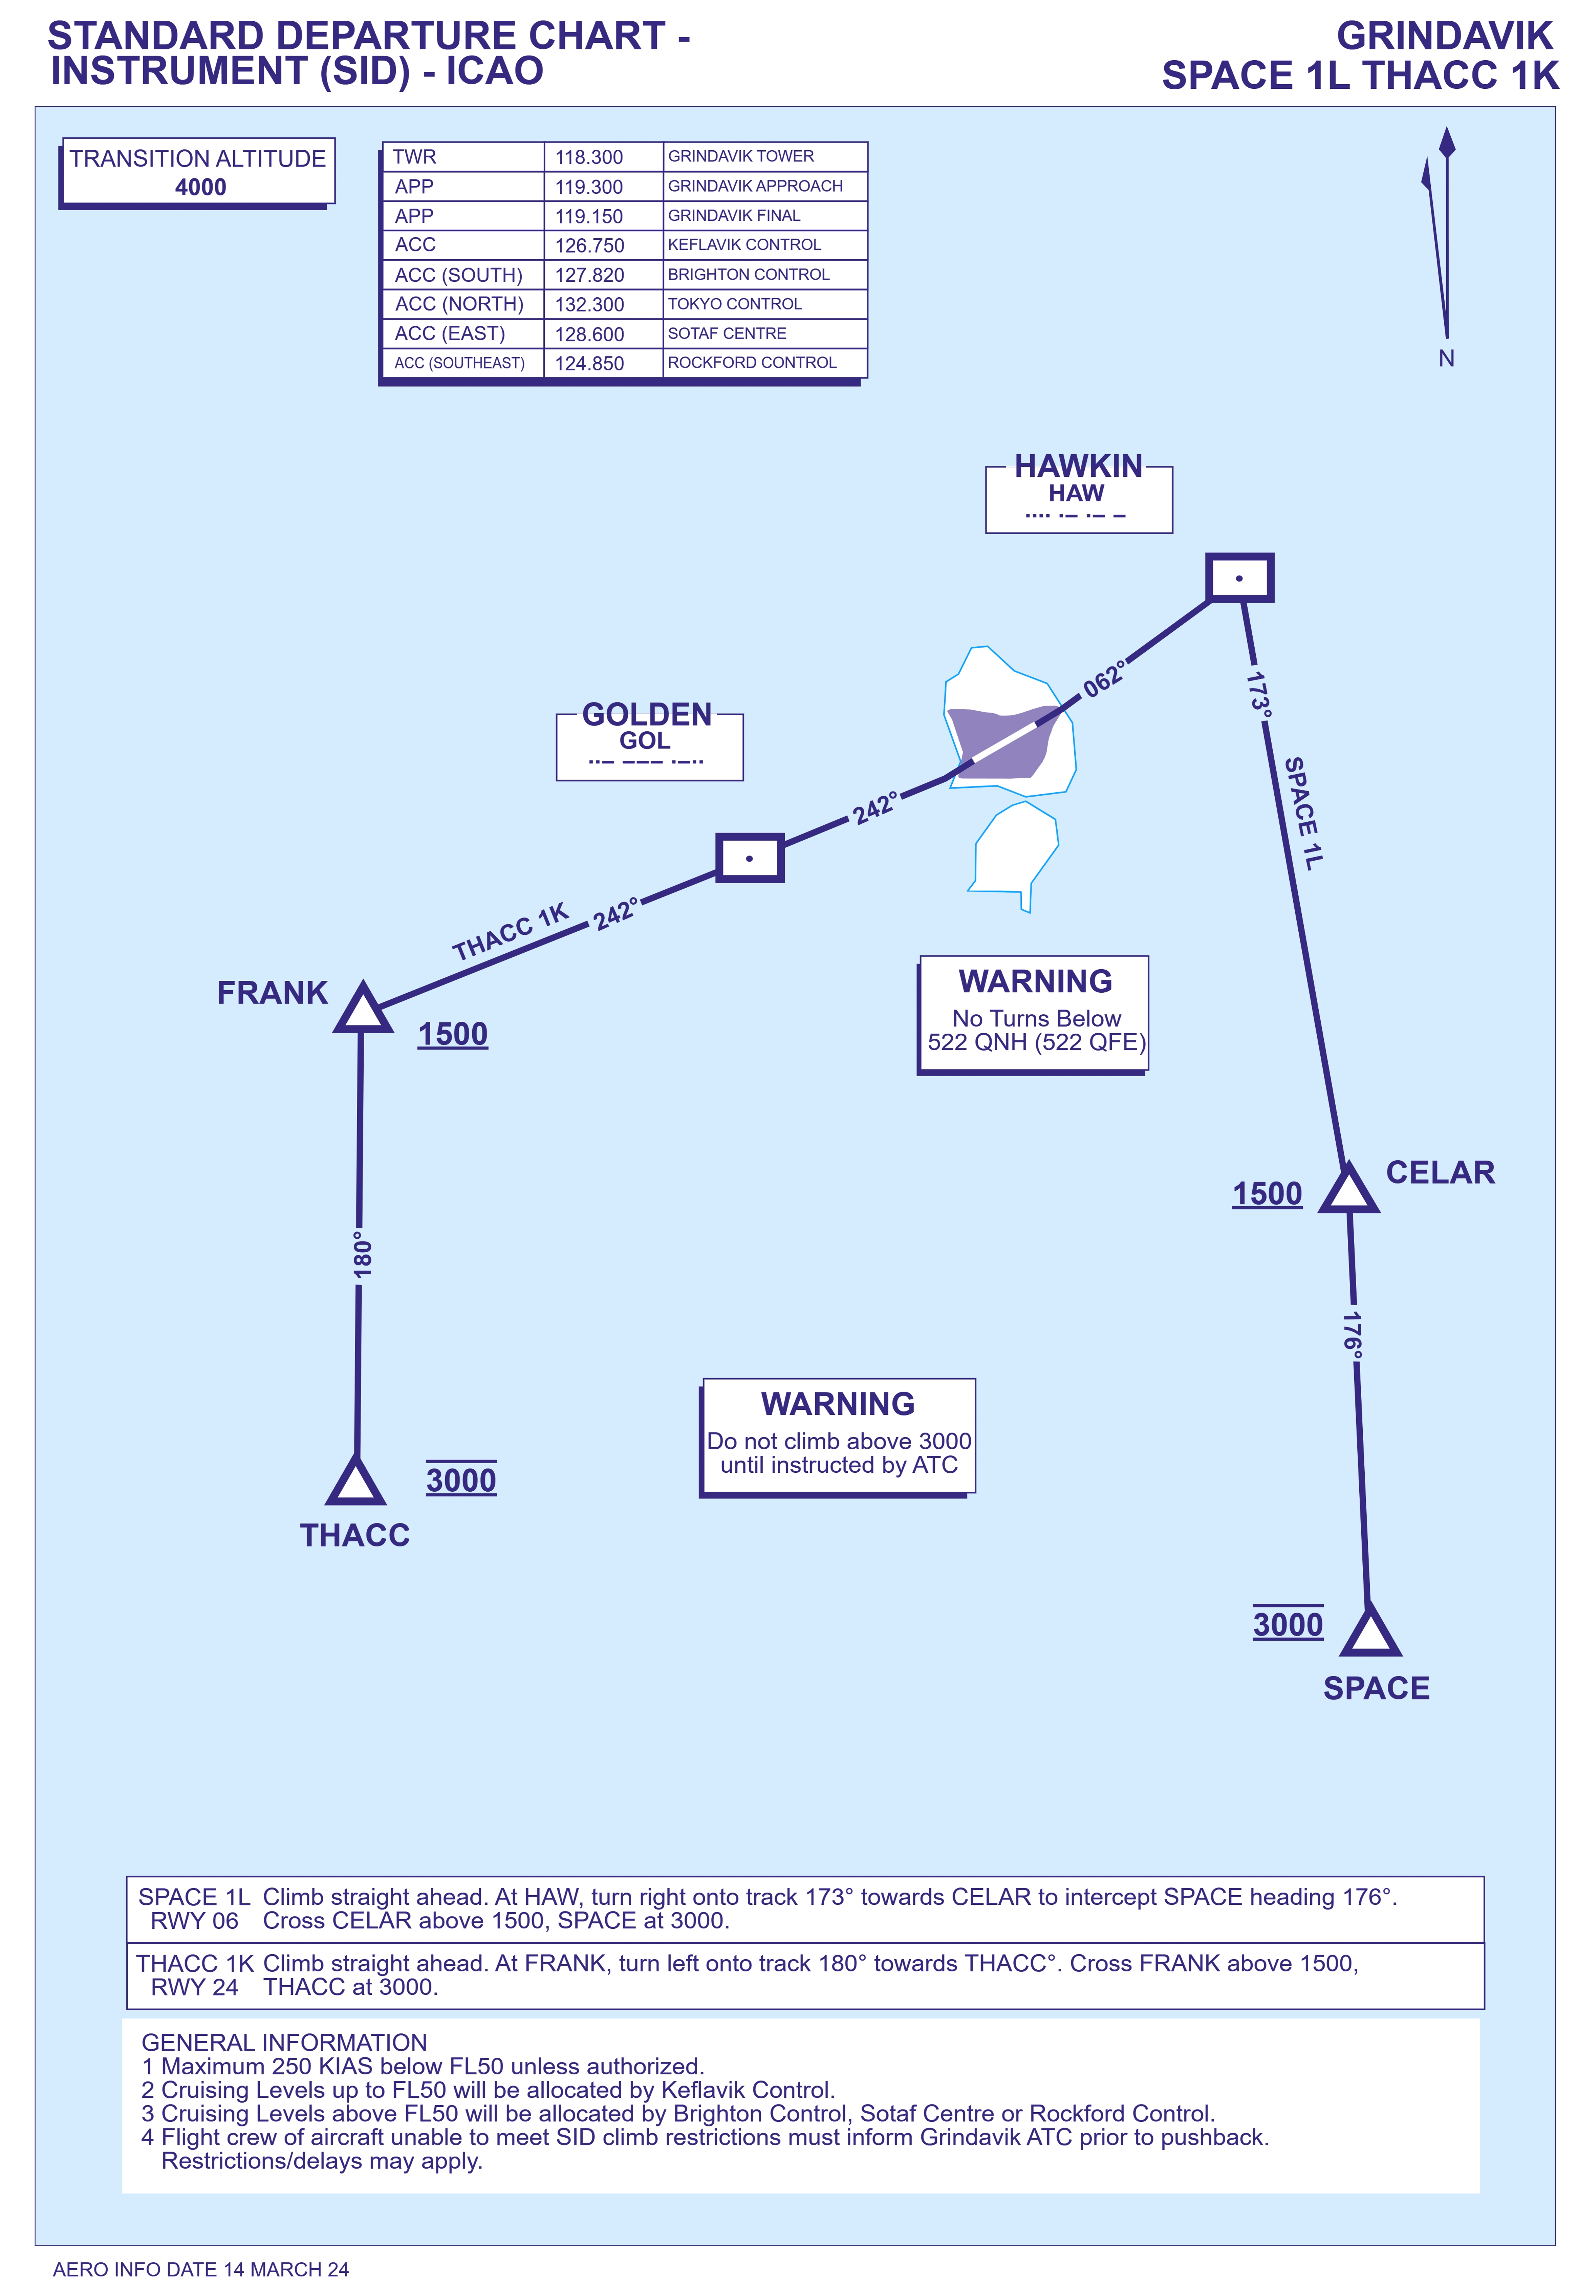 STANDARD DEPARTURE CHART -
INSTRUMENT (SID) - ICAO
GRINDAVIK
SPACE 1L THACC 1K
TRANSITION ALTITUDE
4000
TWR 118.300 GRINDAVIK TOWER
APP 119.300 GRINDAVIK APPROACH
APP 119.150 GRINDAVIK FINAL
ACC 126.750 KEFLAVIK CONTROL
ACC (SOUTH) 127.820 BRIGHTON CONTROL
ACC (NORTH) 132.300 TOKYO CONTROL
ACC (EAST) 128.600 SOTAF CENTRE
ACC (SOUTHEAST) 124.850 ROCKFORD CONTROL
N
HAWKIN
HAW
062°
173°
SPACE 1L
GOLDEN
GOL
242°
242°
THACC 1K
FRANK
1500
WARNING
No Turns Below
522 QNH (522 QFE)
CELAR
1500
180°
176°
WARNING
Do not climb above 3000
until instructed by ATC
3000
THACC
3000
SPACE
SPACE 1L Climb straight ahead. At HAW, turn right onto track 173° towards CELAR to intercept SPACE heading 176°.
RWY 06 Cross CELAR above 1500, SPACE at 3000.
THACC 1K Climb straight ahead. At FRANK, turn left onto track 180° towards THACC°. Cross FRANK above 1500,
RWY 24 THACC at 3000.
GENERAL INFORMATION
1 Maximum 250 KIAS below FL50 unless authorized.
2 Cruising Levels up to FL50 will be allocated by Keflavik Control.
3 Cruising Levels above FL50 will be allocated by Brighton Control, Sotaf Centre or Rockford Control.
4 Flight crew of aircraft unable to meet SID climb restrictions must inform Grindavik ATC prior to pushback.
Restrictions/delays may apply.
AERO INFO DATE 14 MARCH 24